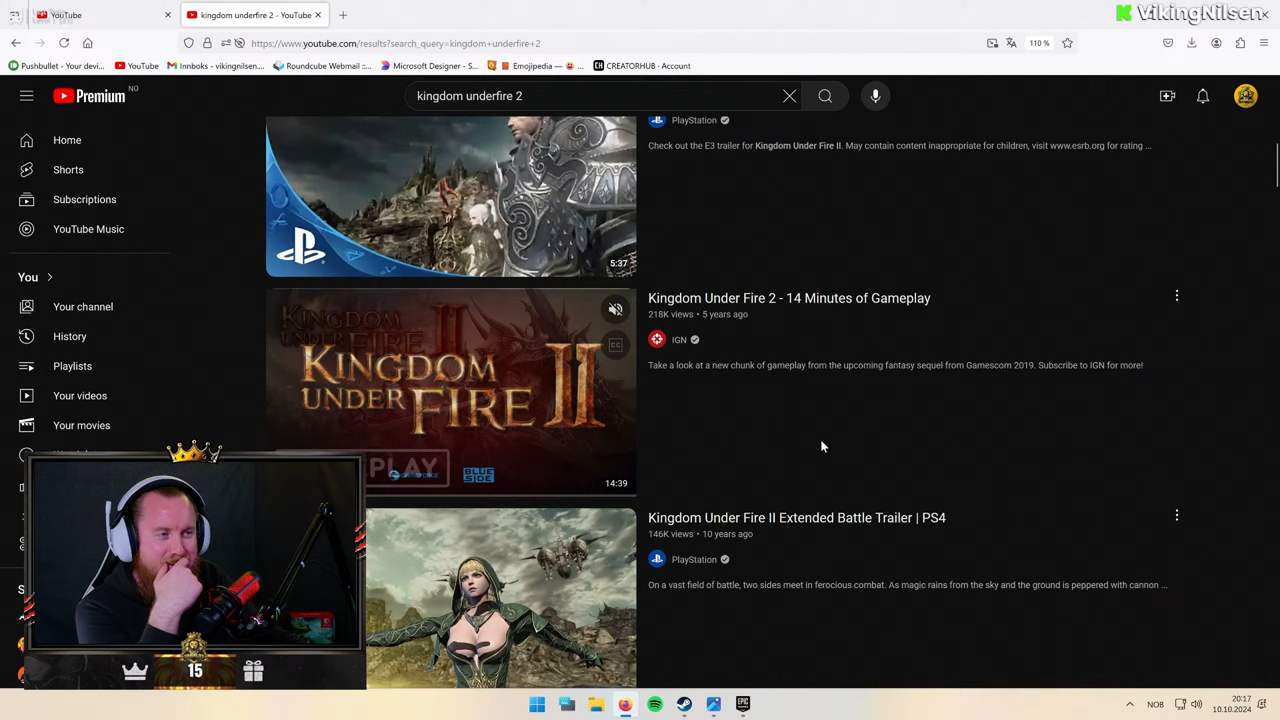 YouTube
kingdom underfire 2 - YouTube
VikingNilsen
https://www.youtube.com/results?search_query=kingdom+underfire+2
110 %
Pushbullet - Your devi...
YouTube
Innboks - vikingnilsen...
Roundcube Webmail ::...
Microsoft Designer - S...
Emojipedia — 😃 ...
CH CREATORHUB · Account
Premium NO
kingdom underfire 2
Home
Shorts
Subscriptions
YouTube Music
You
Your channel
History
Playlists
Your videos
Your movies
PlayStation
Check out the E3 trailer for Kingdom Under Fire II. May contain content inappropriate for children, visit www.esrb.org for rating ...
5:37
Kingdom Under Fire 2 - 14 Minutes of Gameplay
218K views • 5 years ago
IGN
Take a look at a new chunk of gameplay from the upcoming fantasy sequel from Gamescom 2019. Subscribe to IGN for more!
KINGDOM
UNDER FIRE II
PLAY
GAMEFORGE
BLUE SIDE
14:39
Kingdom Under Fire II Extended Battle Trailer | PS4
146K views • 10 years ago
PlayStation
On a vast field of battle, two sides meet in ferocious combat. As magic rains from the sky and the ground is peppered with cannon ...
15
NOB
20:17
10.10.2024